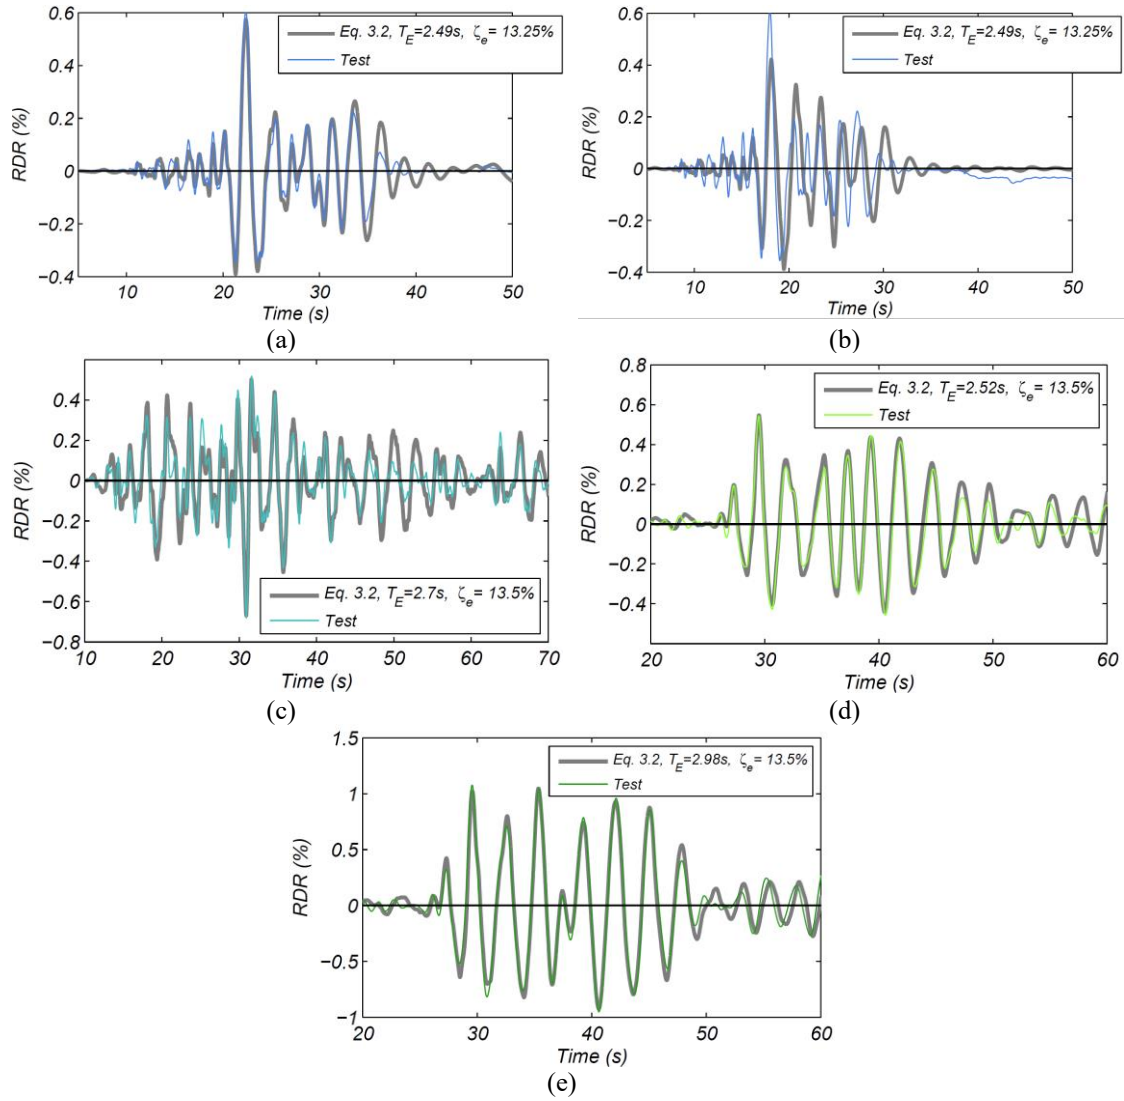 0.6
0.4
0.2
0
−0.2
−0.4
RDR (%)
10 20 30 40 50
Time (s)
Eq. 3.2, T_E=2.49s, ζ_e = 13.25%
Test
(a)
0.6
0.4
0.2
0
−0.2
−0.4
RDR (%)
10 20 30 40 50
Time (s)
Eq. 3.2, T_E=2.49s, ζ_e = 13.25%
Test
(b)
0.4
0.2
0
−0.2
−0.4
−0.6
−0.8
RDR (%)
10 20 30 40 50 60 70
Time (s)
Eq. 3.2, T_E=2.7s, ζ_e = 13.5%
Test
(c)
0.8
0.6
0.4
0.2
0
−0.2
−0.4
RDR (%)
20 30 40 50 60
Time (s)
Eq. 3.2, T_E=2.52s, ζ_e = 13.5%
Test
(d)
1.5
1
0.5
0
−0.5
−1
RDR (%)
20 30 40 50 60
Time (s)
Eq. 3.2, T_E=2.98s, ζ_e = 13.5%
Test
(e)